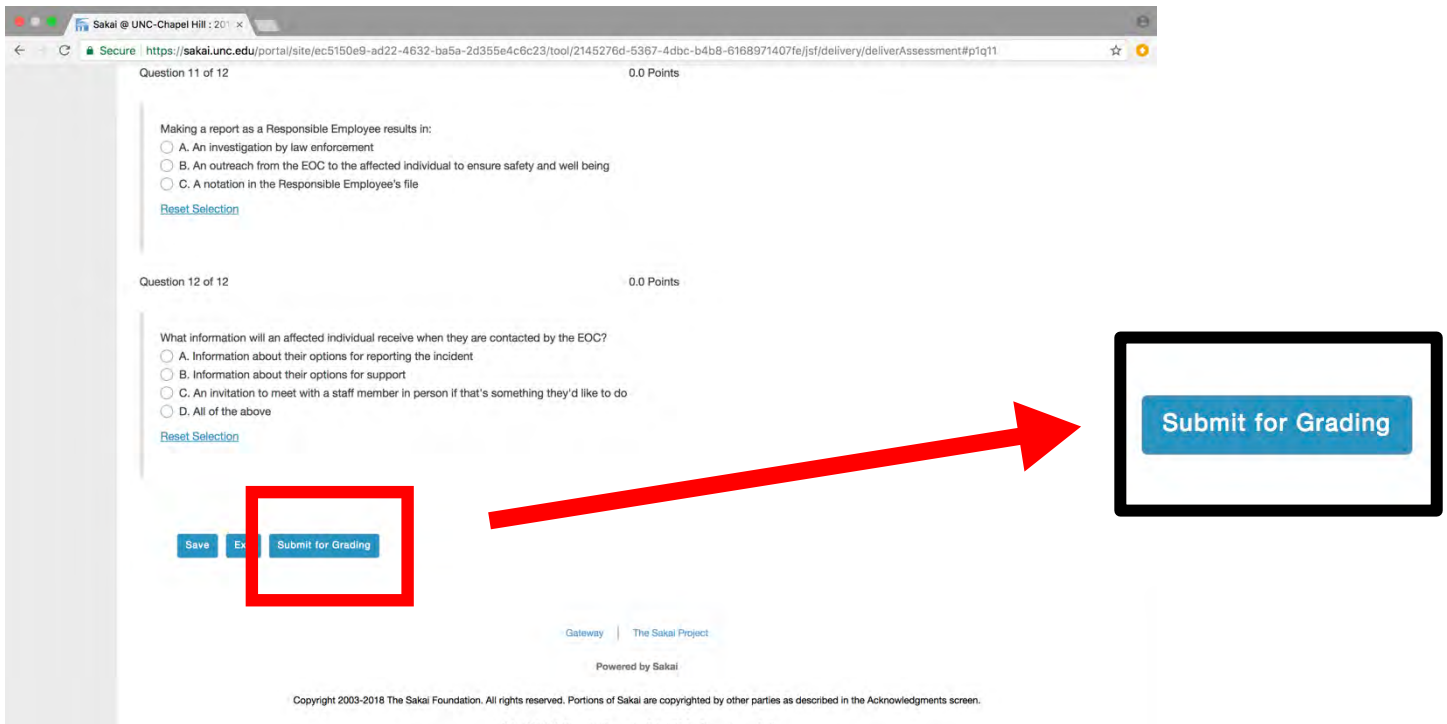 Sakai @ UNC-Chapel Hill : 201 ×
Secure | https://sakai.unc.edu/portal/site/ec5150e9-ad22-4632-ba5a-2d355e4c6c23/tool/2145276d-5367-4dbc-b4b8-6168971407fe/jsf/delivery/deliverAssessment#p1q11
Question 11 of 12 0.0 Points
Making a report as a Responsible Employee results in:
A. An investigation by law enforcement
B. An outreach from the EOC to the affected individual to ensure safety and well being
C. A notation in the Responsible Employee's file
Reset Selection
Question 12 of 12 0.0 Points
What information will an affected individual receive when they are contacted by the EOC?
A. Information about their options for reporting the incident
B. Information about their options for support
C. An invitation to meet with a staff member in person if that's something they'd like to do
D. All of the above
Reset Selection
Submit for Grading
Save Ex Submit for Grading
Gateway | The Sakai Project
Powered by Sakai
Copyright 2003-2018 The Sakai Foundation. All rights reserved. Portions of Sakai are copyrighted by other parties as described in the Acknowledgments screen.